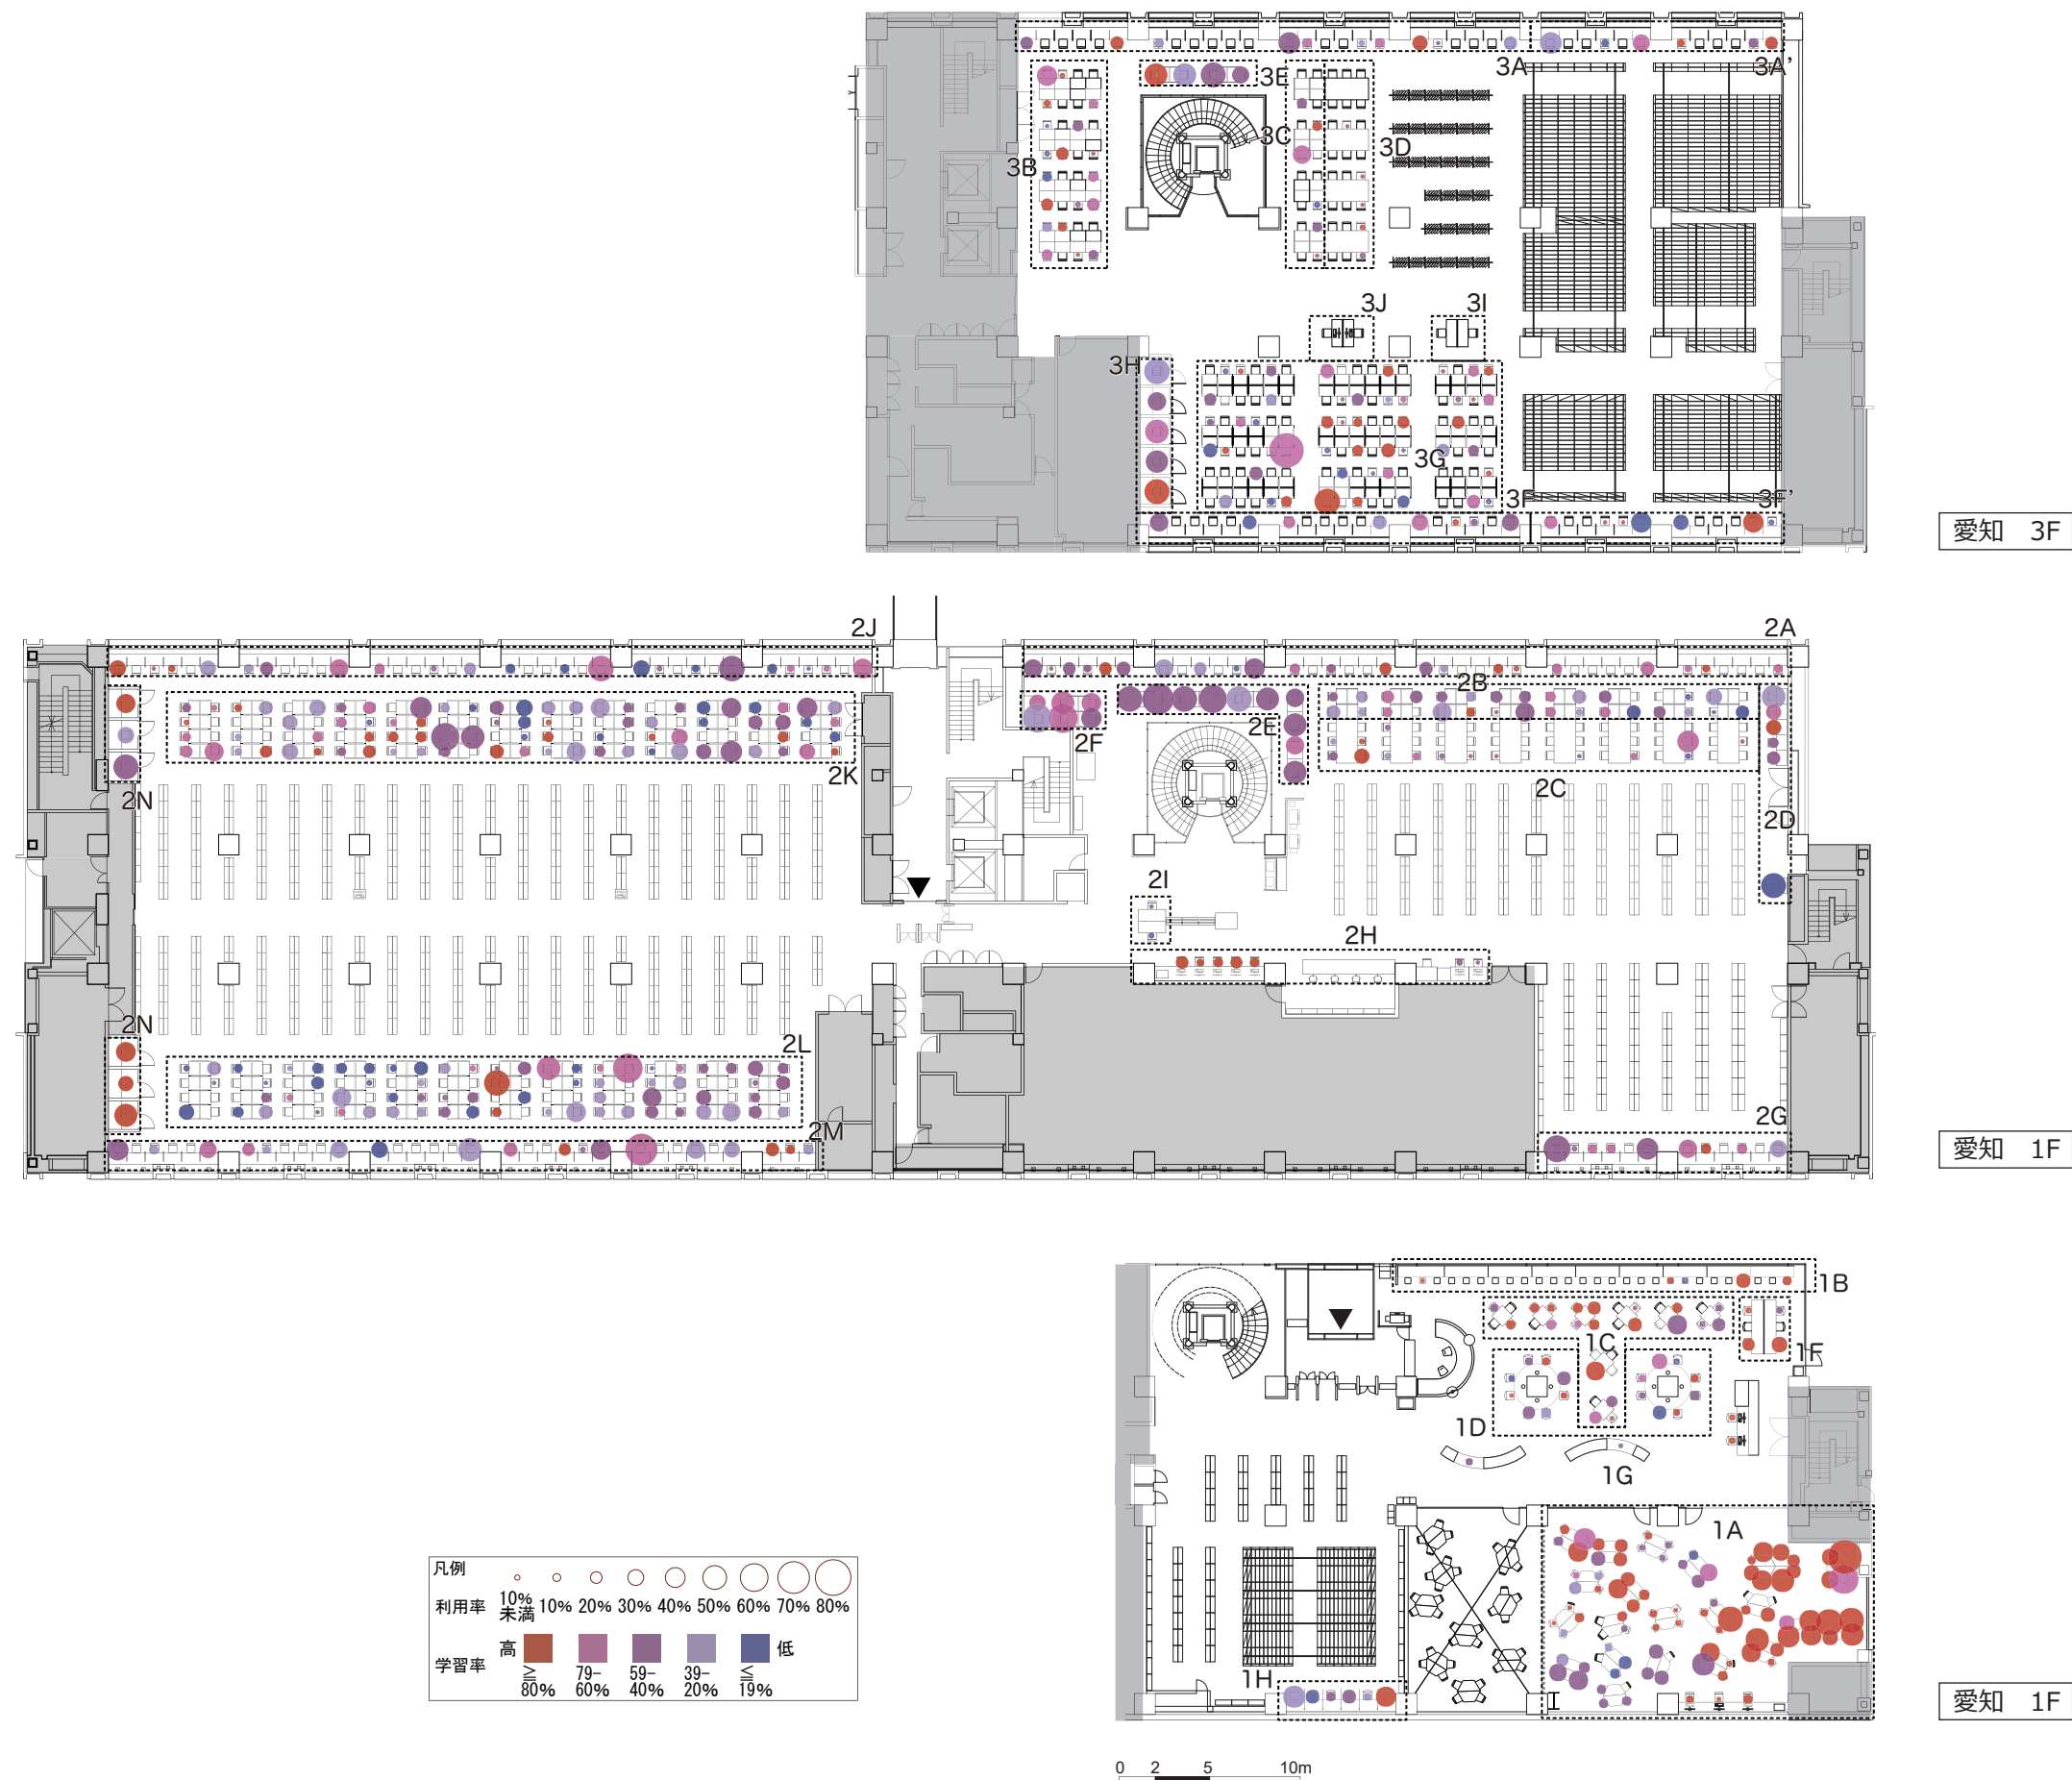 3A
3A’
3E
3C
3D
3B
3J
3I
3H
3G
3F
3F’
愛知　3F
2J
2A
2B
2E
2F
2K
2C
2N
2D
2I
2H
2N
2L
2M
2G
愛知　1F
1B
1C
1F
1D
1G
1A
1H
愛知　1F
凡例
利用率 10%未満 10% 20% 30% 40% 50% 60% 70% 80%
学習率 高 低
≧80% 79-60% 59-40% 39-20% ≦19%
0 2 5 10m